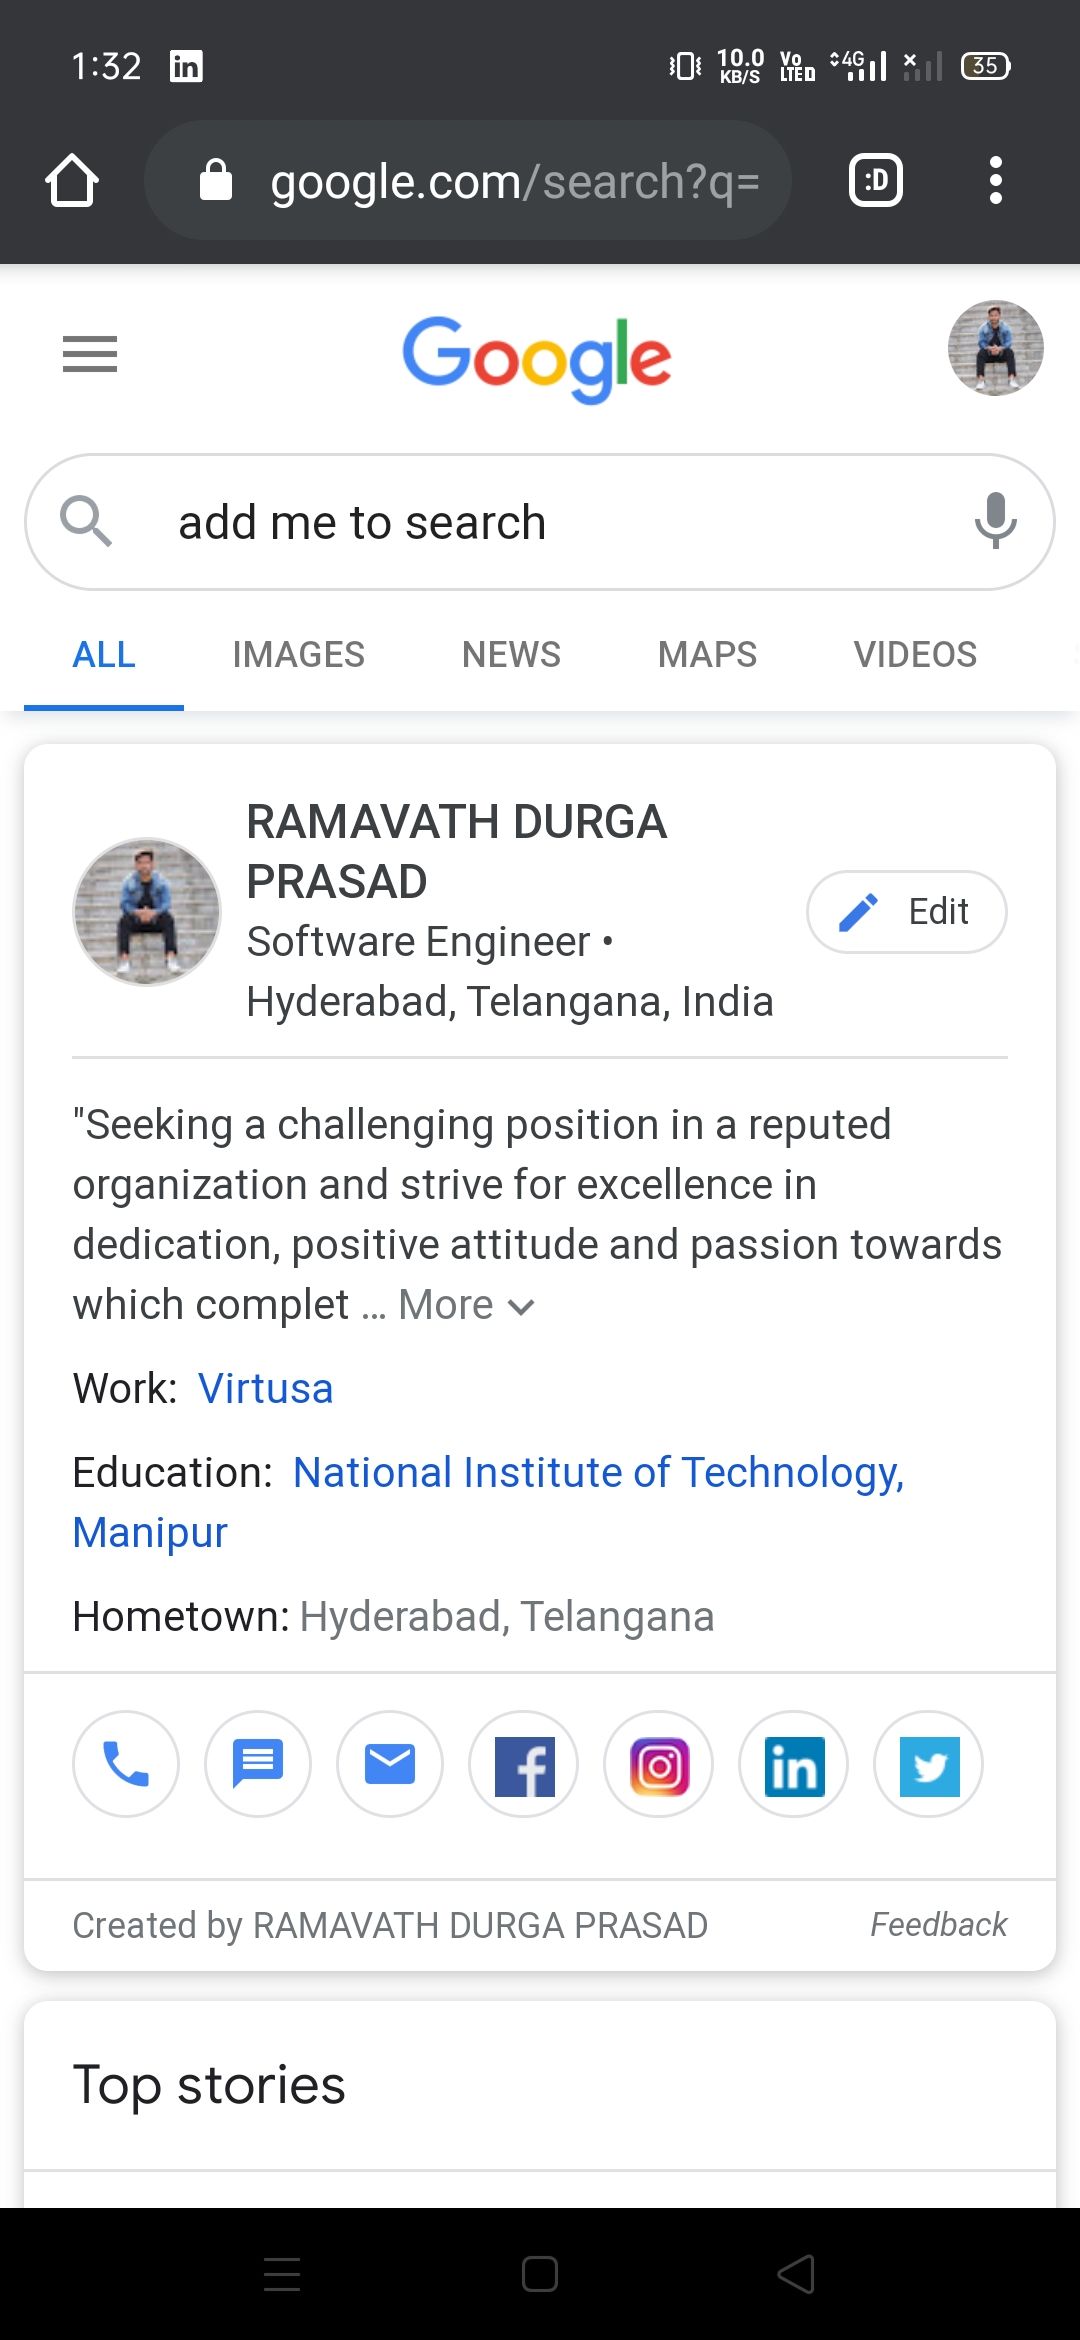 1:32 in 10.0 KB/S Vo LTE 4G 35
google.com/search?q=
:D
Google
add me to search
ALL IMAGES NEWS MAPS VIDEOS
RAMAVATH DURGA
PRASAD
Software Engineer •
Hyderabad, Telangana, India
Edit
"Seeking a challenging position in a reputed
organization and strive for excellence in
dedication, positive attitude and passion towards
which complet ... More
Work: Virtusa
Education: National Institute of Technology,
Manipur
Hometown: Hyderabad, Telangana
f in
Created by RAMAVATH DURGA PRASAD Feedback
Top stories